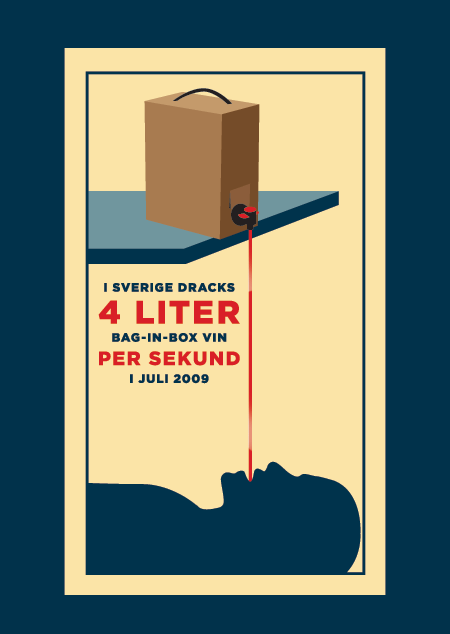 I SVERIGE DRACKS
4 LITER
BAG-IN-BOX VIN
PER SEKUND
I JULI 2009